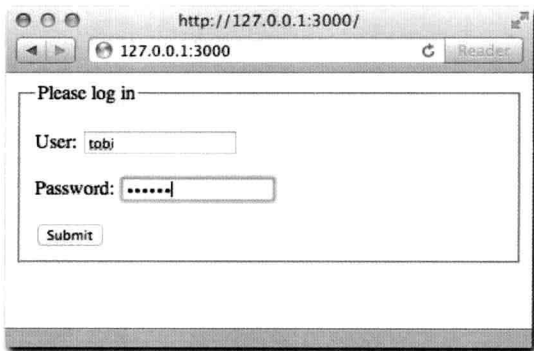 http://127.0.0.1:3000/
127.0.0.1:3000 Reader
Please log in
User: tobi
Password: ••••••
Submit